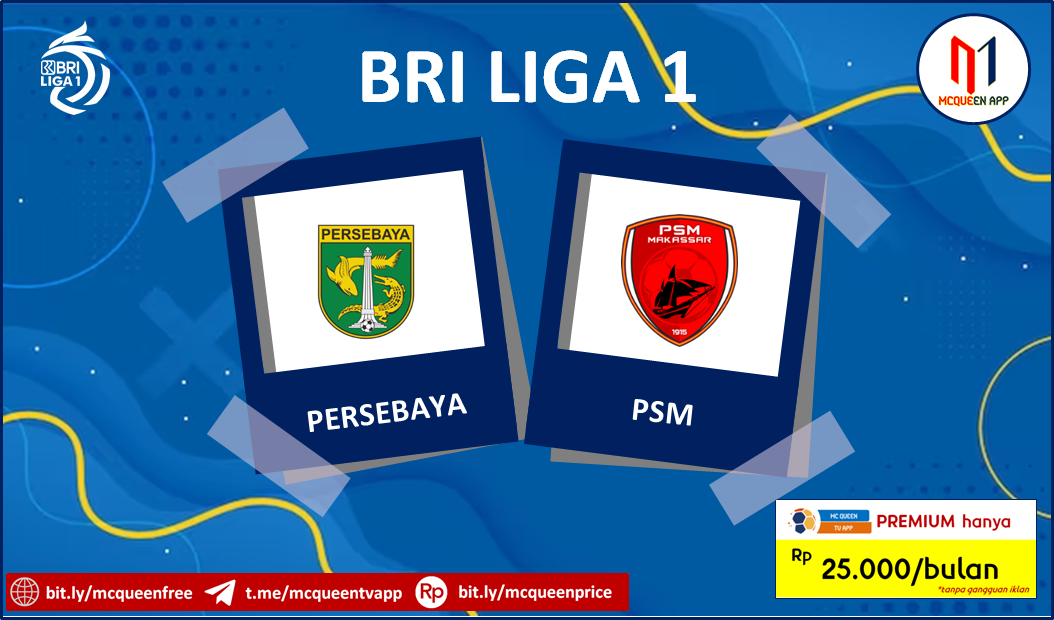 BRI
LIGA 1
BRI LIGA 1
MCQUEEN APP
PERSEBAYA
PSM
MAKASSAR
1915
PERSEBAYA
PSM
MC QUEEN
TV APP
PREMIUM hanya
Rp 25.000/bulan
*tanpa gangguan iklan
bit.ly/mcqueenfree
t.me/mcqueentvapp
Rp
bit.ly/mcqueenprice